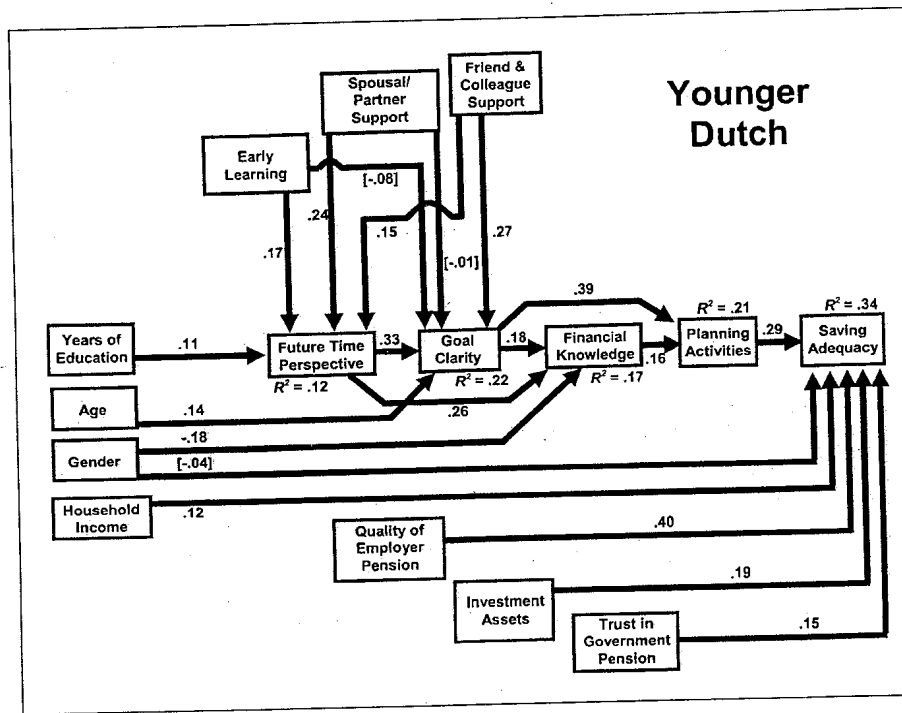 Younger
Dutch
Friend &
Colleague
Support
Spousal/
Partner
Support
Early
Learning
[-.08]
.24
.15
.27
.17
[-.01]
.39
Years of
Education
.11
Future Time
Perspective
R² = .12
.33
Goal
Clarity
R² = .22
.18
Financial
Knowledge
R² = .17
.16
R² = .21
Planning
Activities
.29
R² = .34
Saving
Adequacy
.26
Age
.14
Gender
-.18
[-.04]
Household
Income
.12
Quality of
Employer
Pension
.40
Investment
Assets
.19
Trust in
Government
Pension
.15